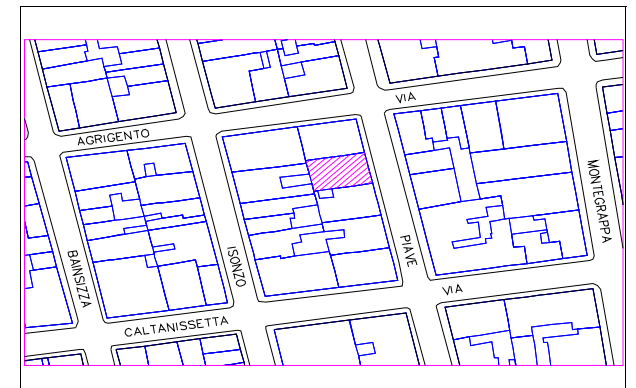 VIA
AGRIGENTO
MONTEGRAPPA
BAINSIZZA
ISONZO
PIAVE
VIA
CALTANISSETTA